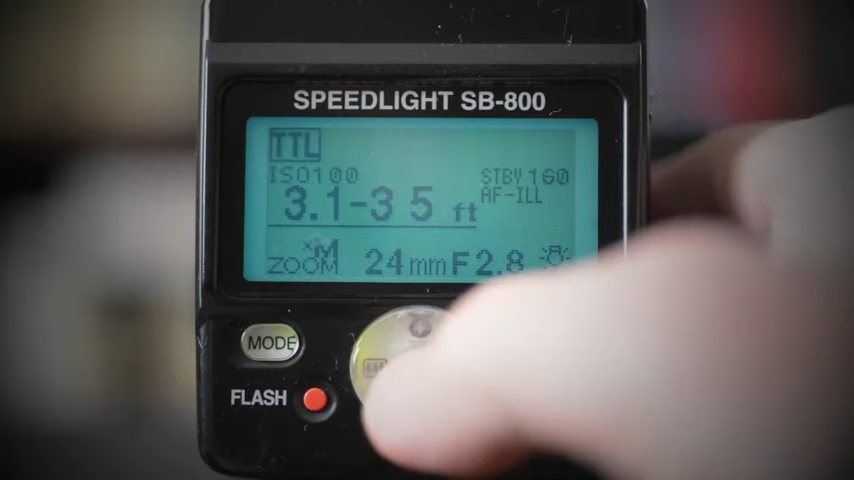 SPEEDLIGHT SB-800
TTL
ISO100
STBY 160
3.1-35 ft
AF-ILL
M
ZOOM 24mm F2.8
MODE
FLASH